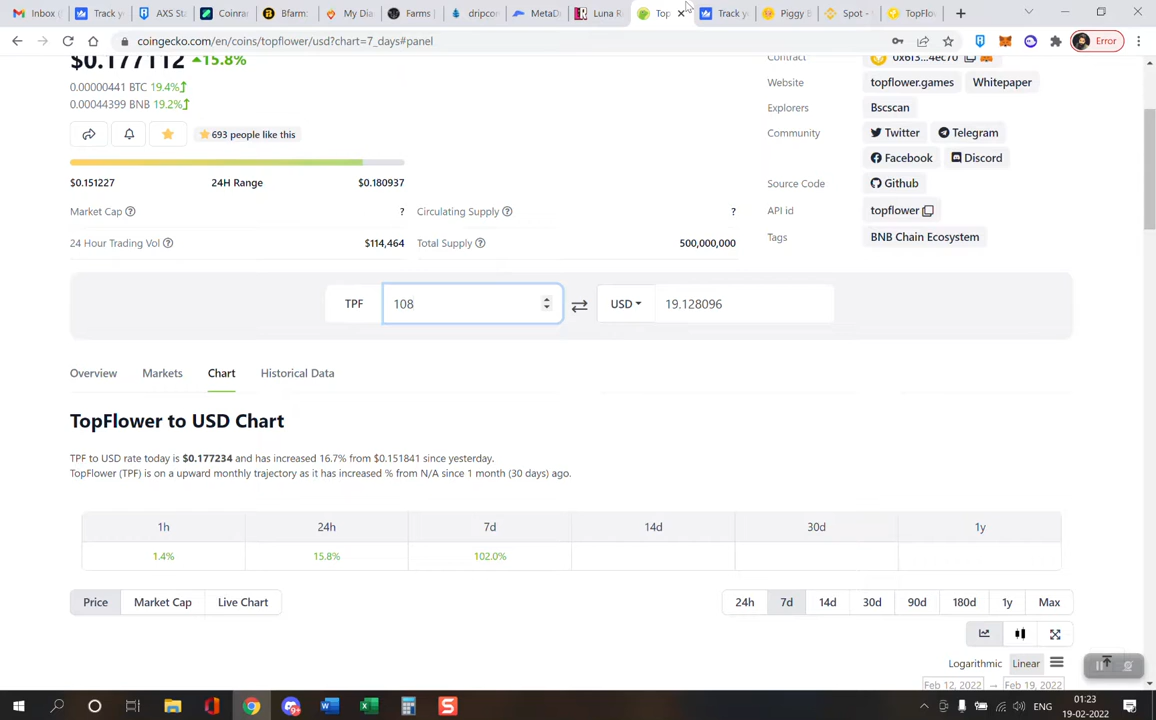 Inbox (
Track yo
AXS Sta
Coinran
Bfarm:
My Dia
Farms |
dripcon
MetaDa
Luna R
Top
Track yo
Piggy B
Spot -
TopFlo
coingecko.com/en/coins/topflower/usd?chart=7_days#panel
Error
$0.177112 15.8%
0.00000441 BTC 19.4%
0.00044399 BNB 19.2%
693 people like this
$0.151227 24H Range $0.180937
Market Cap ? Circulating Supply ?
24 Hour Trading Vol $114,464 Total Supply 500,000,000
Contract 0x6f3...4ec70
Website topflower.games Whitepaper
Explorers Bscscan
Community Twitter Telegram
Facebook Discord
Source Code Github
API id topflower
Tags BNB Chain Ecosystem
TPF 108 USD 19.128096
Overview Markets Chart Historical Data
TopFlower to USD Chart
TPF to USD rate today is $0.177234 and has increased 16.7% from $0.151841 since yesterday.
TopFlower (TPF) is on a upward monthly trajectory as it has increased % from N/A since 1 month (30 days) ago.
1h 24h 7d 14d 30d 1y
1.4% 15.8% 102.0%
Price Market Cap Live Chart 24h 7d 14d 30d 90d 180d 1y Max
Logarithmic Linear
Feb 12, 2022 → Feb 19, 2022
ENG
01:23
19-02-2022